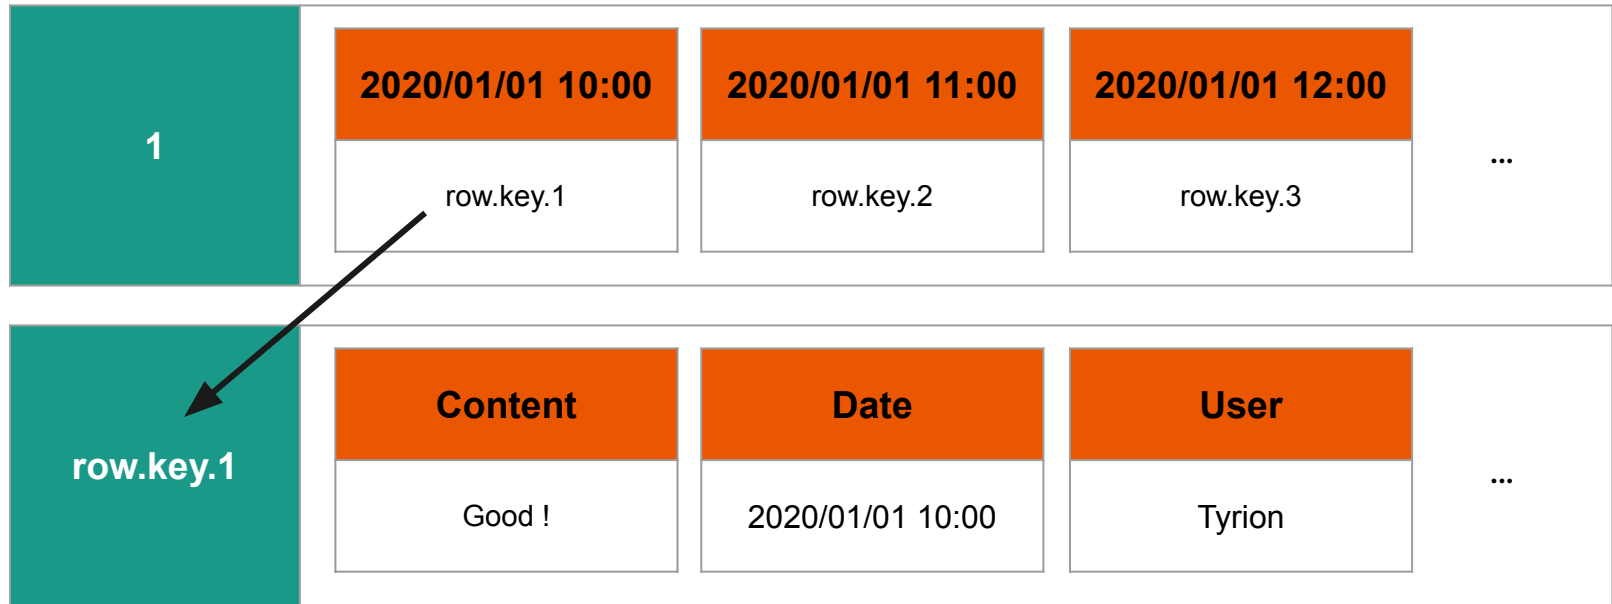 1
2020/01/01 10:00
2020/01/01 11:00
2020/01/01 12:00
row.key.1
row.key.2
row.key.3
...
row.key.1
Content
Date
User
Good !
2020/01/01 10:00
Tyrion
...